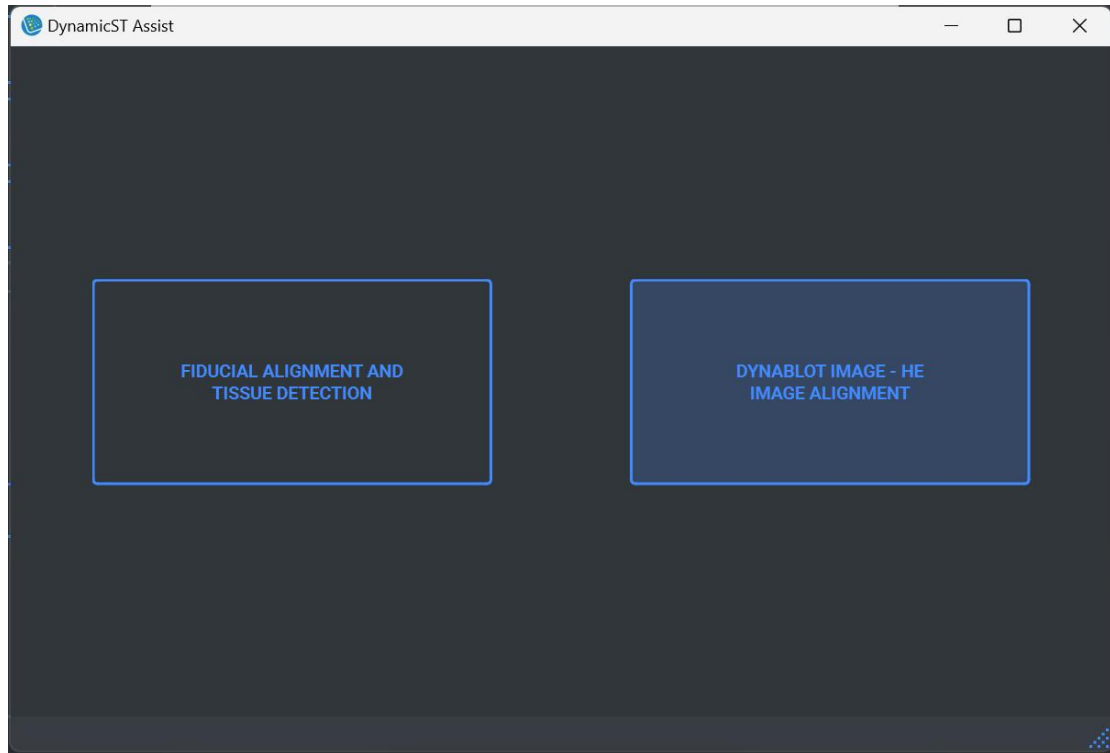 DynamicST Assist
FIDUCIAL ALIGNMENT AND
TISSUE DETECTION
DYNABLOT IMAGE - HE
IMAGE ALIGNMENT